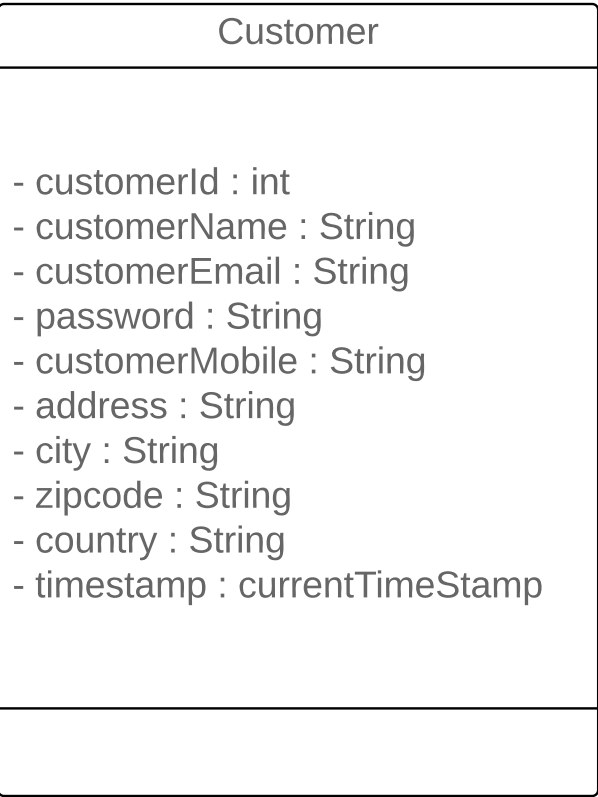 Customer
- customerId : int
- customerName : String
- customerEmail : String
- password : String
- customerMobile : String
- address : String
- city : String
- zipcode : String
- country : String
- timestamp : currentTimeStamp